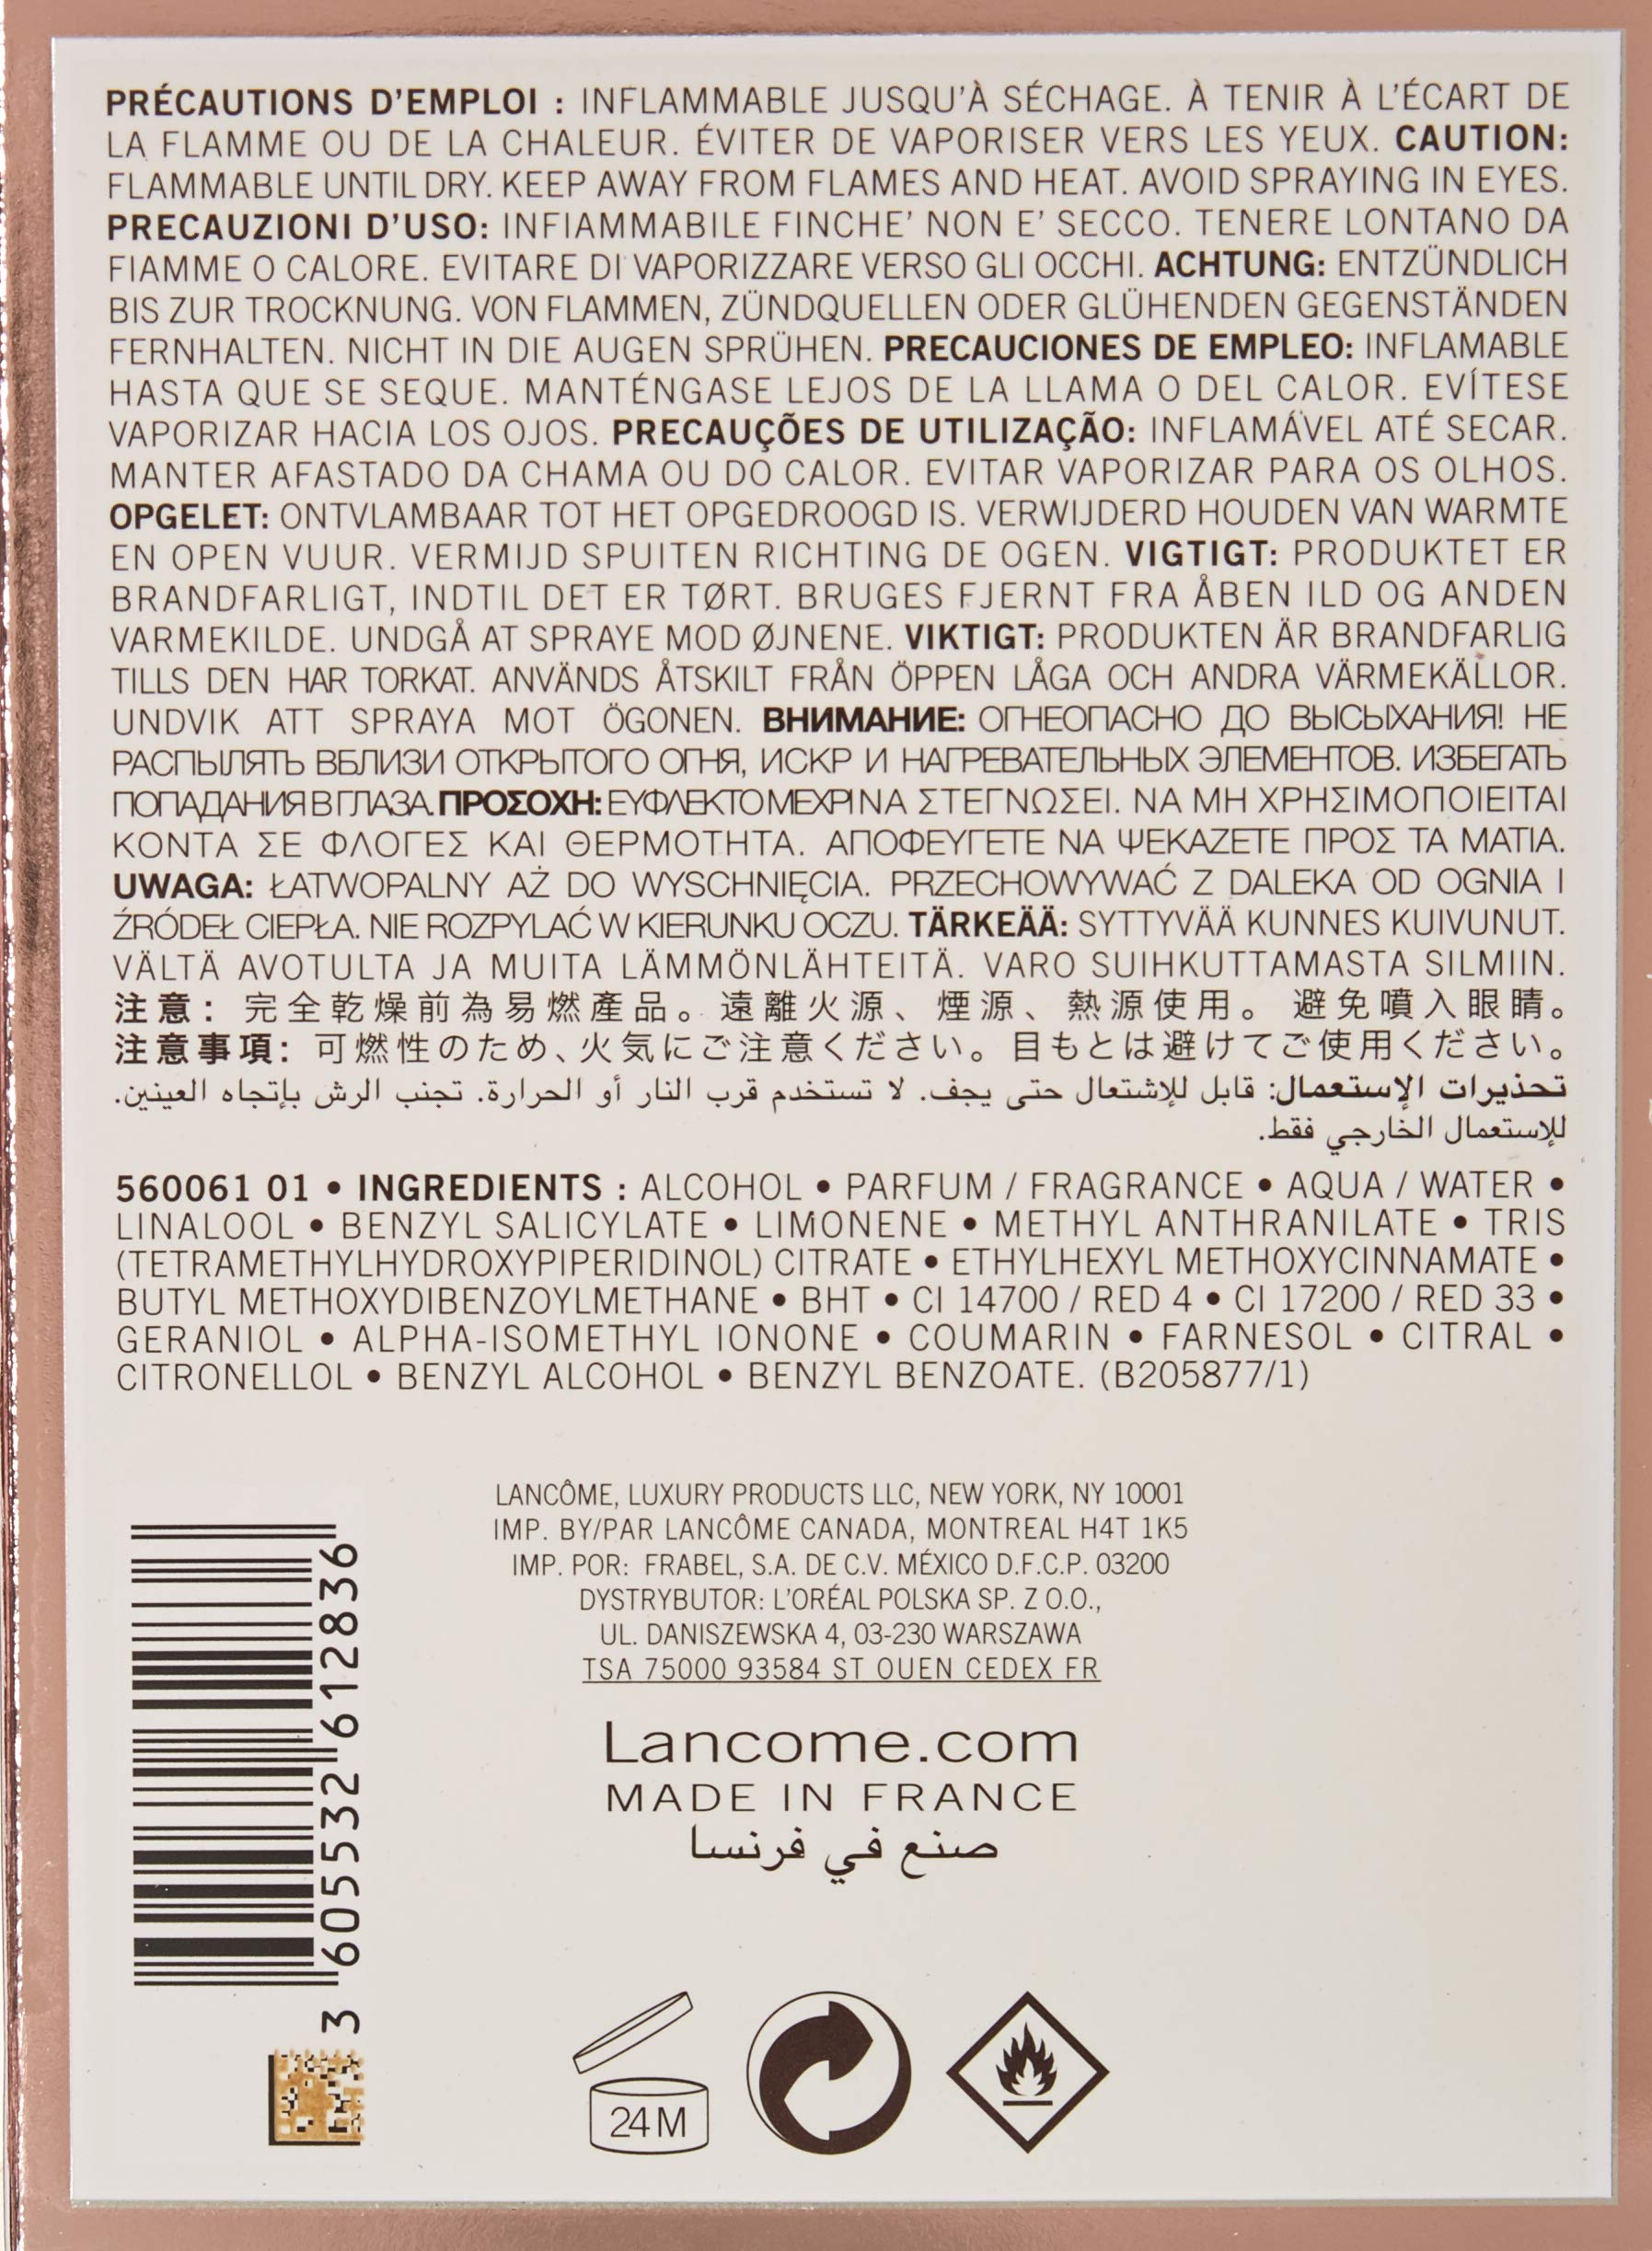 PRÉCAUTIONS D'EMPLOI : INFLAMMABLE JUSQU'À SÉCHAGE. À TENIR À L'ÉCART DE
LA FLAMME OU DE LA CHALEUR. ÉVITER DE VAPORISER VERS LES YEUX. CAUTION:
FLAMMABLE UNTIL DRY. KEEP AWAY FROM FLAMES AND HEAT. AVOID SPRAYING IN EYES.
PRECAUZIONI D'USO: INFIAMMABILE FINCHE' NON E' SECCO. TENERE LONTANO DA
FIAMME O CALORE. EVITARE DI VAPORIZZARE VERSO GLI OCCHI. ACHTUNG: ENTZÜNDLICH
BIS ZUR TROCKNUNG. VON FLAMMEN, ZÜNDQUELLEN ODER GLÜHENDEN GEGENSTÄNDEN
FERNHALTEN. NICHT IN DIE AUGEN SPRÜHEN. PRECAUCIONES DE EMPLEO: INFLAMABLE
HASTA QUE SE SEQUE. MANTÉNGASE LEJOS DE LA LLAMA O DEL CALOR. EVÍTESE
VAPORIZAR HACIA LOS OJOS. PRECAUÇÕES DE UTILIZAÇÃO: INFLAMÁVEL ATÉ SECAR.
MANTER AFASTADO DA CHAMA OU DO CALOR. EVITAR VAPORIZAR PARA OS OLHOS.
OPGELET: ONTVLAMBAAR TOT HET OPGEDROOGD IS. VERWIJDERD HOUDEN VAN WARMTE
EN OPEN VUUR. VERMIJD SPUITEN RICHTING DE OGEN. VIGTIGT: PRODUKTET ER
BRANDFARLIGT, INDTIL DET ER TØRT. BRUGES FJERNT FRA ÅBEN ILD OG ANDEN
VARMEKILDE. UNDGÅ AT SPRAYE MOD ØJNENE. VIKTIGT: PRODUKTEN ÄR BRANDFARLIG
TILLS DEN HAR TORKAT. ANVÄNDS ÅTSKILT FRÅN ÖPPEN LÅGA OCH ANDRA VÄRMEKÄLLOR.
UNDVIK ATT SPRAYA MOT ÖGONEN. ВНИМАНИЕ: ОГНЕОПАСНО ДО ВЫСЫХАНИЯ! НЕ
РАСПЫЛЯТЬ ВБЛИЗИ ОТКРЫТОГО ОГНЯ, ИСКР И НАГРЕВАТЕЛЬНЫХ ЭЛЕМЕНТОВ. ИЗБЕГАТЬ
ПОПАДАНИЯ В ГЛАЗА. ΠΡΟΣΟΧΗ: ΕΥΦΛΕΚΤΟ ΜΕΧΡΙ ΝΑ ΣΤΕΓΝΩΣΕΙ. ΝΑ ΜΗ ΧΡΗΣΙΜΟΠΟΙΕΙΤΑΙ
ΚΟΝΤΑ ΣΕ ΦΛΟΓΕΣ ΚΑΙ ΘΕΡΜΟΤΗΤΑ. ΑΠΟΦΕΥΓΕΤΕ ΝΑ ΨΕΚΑΖΕΤΕ ΠΡΟΣ ΤΑ ΜΑΤΙΑ.
UWAGA: ŁATWOPALNY AŻ DO WYSCHNIĘCIA. PRZECHOWYWAĆ Z DALEKA OD OGNIA I
ŹRÓDEŁ CIEPŁA. NIE ROZPYLAĆ W KIERUNKU OCZU. TÄRKEÄÄ: SYTTYVÄÄ KUNNES KUIVUNUT.
VÄLTÄ AVOTULTA JA MUITA LÄMMÖNLÄHTEITÄ. VARO SUIHKUTTAMASTA SILMIIN.
注意：完全乾燥前為易燃產品。遠離火源、煙源、熱源使用。避免噴入眼睛。
注意事項：可燃性のため、火気にご注意ください。目もとは避けてご使用ください。
تحذيرات الإستعمال: قابل للإشتعال حتى يجف. لا تستخدم قرب النار أو الحرارة. تجنب الرش بإتجاه العينين.
للإستعمال الخارجي فقط.
560061 01 • INGREDIENTS : ALCOHOL • PARFUM / FRAGRANCE • AQUA / WATER •
LINALOOL • BENZYL SALICYLATE • LIMONENE • METHYL ANTHRANILATE • TRIS
(TETRAMETHYLHYDROXYPIPERIDINOL) CITRATE • ETHYLHEXYL METHOXYCINNAMATE •
BUTYL METHOXYDIBENZOYLMETHANE • BHT • CI 14700 / RED 4 • CI 17200 / RED 33 •
GERANIOL • ALPHA-ISOMETHYL IONONE • COUMARIN • FARNESOL • CITRAL •
CITRONELLOL • BENZYL ALCOHOL • BENZYL BENZOATE. (B205877/1)
LANCÔME, LUXURY PRODUCTS LLC, NEW YORK, NY 10001
IMP. BY/PAR LANCÔME CANADA, MONTREAL H4T 1K5
IMP. POR: FRABEL, S.A. DE C.V. MÉXICO D.F.C.P. 03200
DYSTRYBUTOR: L'ORÉAL POLSKA SP. Z O.O.,
UL. DANISZEWSKA 4, 03-230 WARSZAWA
TSA 75000 93584 ST OUEN CEDEX FR
Lancome.com
MADE IN FRANCE
صنع في فرنسا
3 605532 612836
24 M